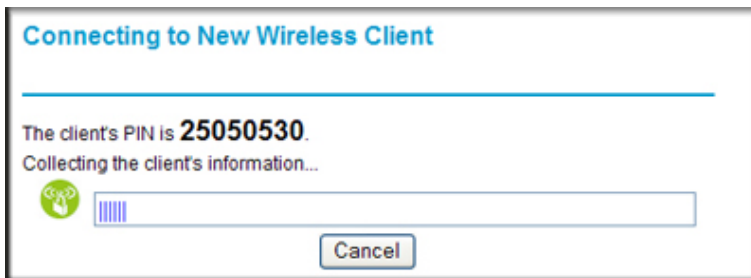 Connecting to New Wireless Client
The client's PIN is 25050530.
Collecting the client's information...
Cancel